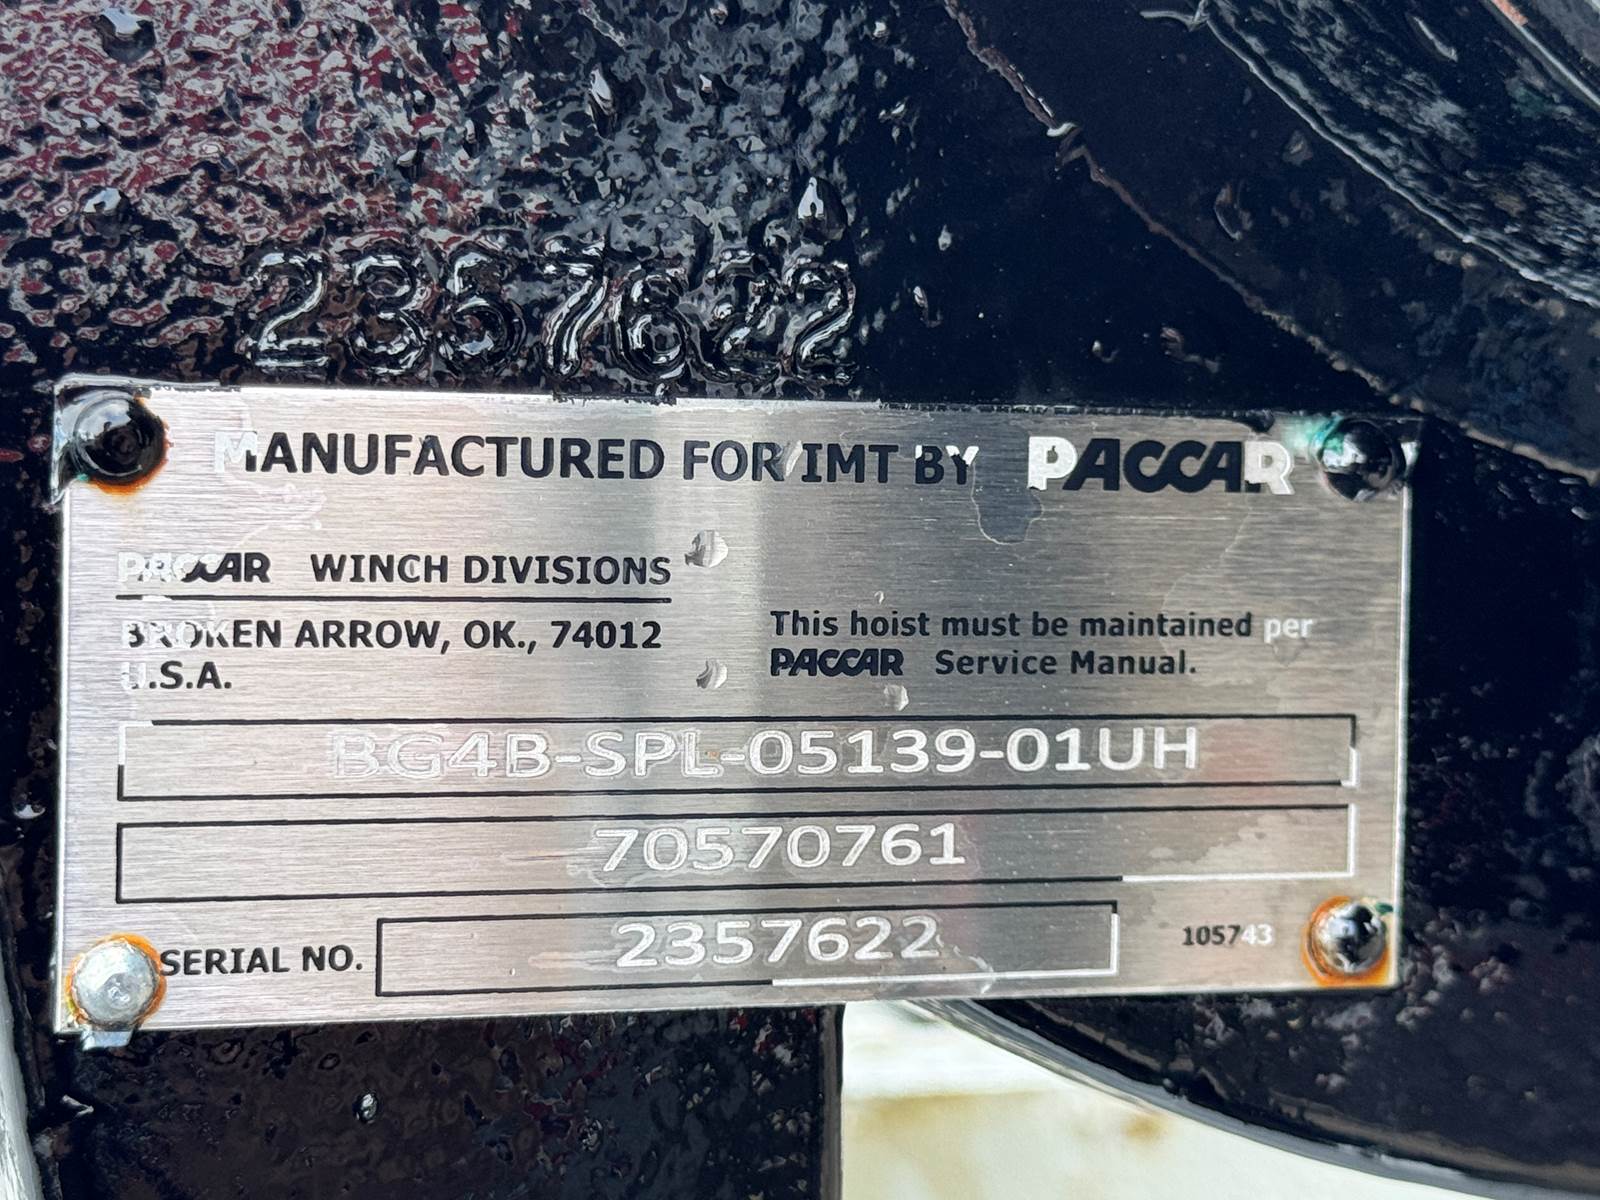 2357622
MANUFACTURED FOR IMT BY PACCAR
PACCAR WINCH DIVISIONS
BROKEN ARROW, OK., 74012
U.S.A.
This hoist must be maintained per
PACCAR Service Manual.
BG4B-SPL-05139-01UH
70570761
SERIAL NO. 2357622
105743